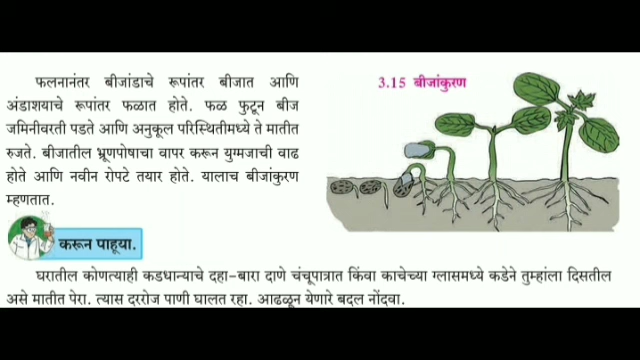 फलनानंतर बीजांडाचे रूपांतर बीजात आणि
3.15 बीजांकुरण
अंडाशयाचे रूपांतर फळात होते. फळ फुटून बीज
जमिनीवरती पडते आणि अनुकूल परिस्थितीमध्ये ते मातीत
रुजते. बीजातील भ्रूणपोषाचा वापर करून युग्मजाची वाढ
होते आणि नवीन रोपटे तयार होते. यालाच बीजांकुरण
म्हणतात.
करून पाहूया.
घरातील कोणत्याही कडधान्याचे दहा-बारा दाणे चंचूपात्रात किंवा काचेच्या ग्लासमध्ये कडेने तुम्हांला दिसतील
असे मातीत पेरा. त्यास दररोज पाणी घालत रहा. आढळून येणारे बदल नोंदवा.